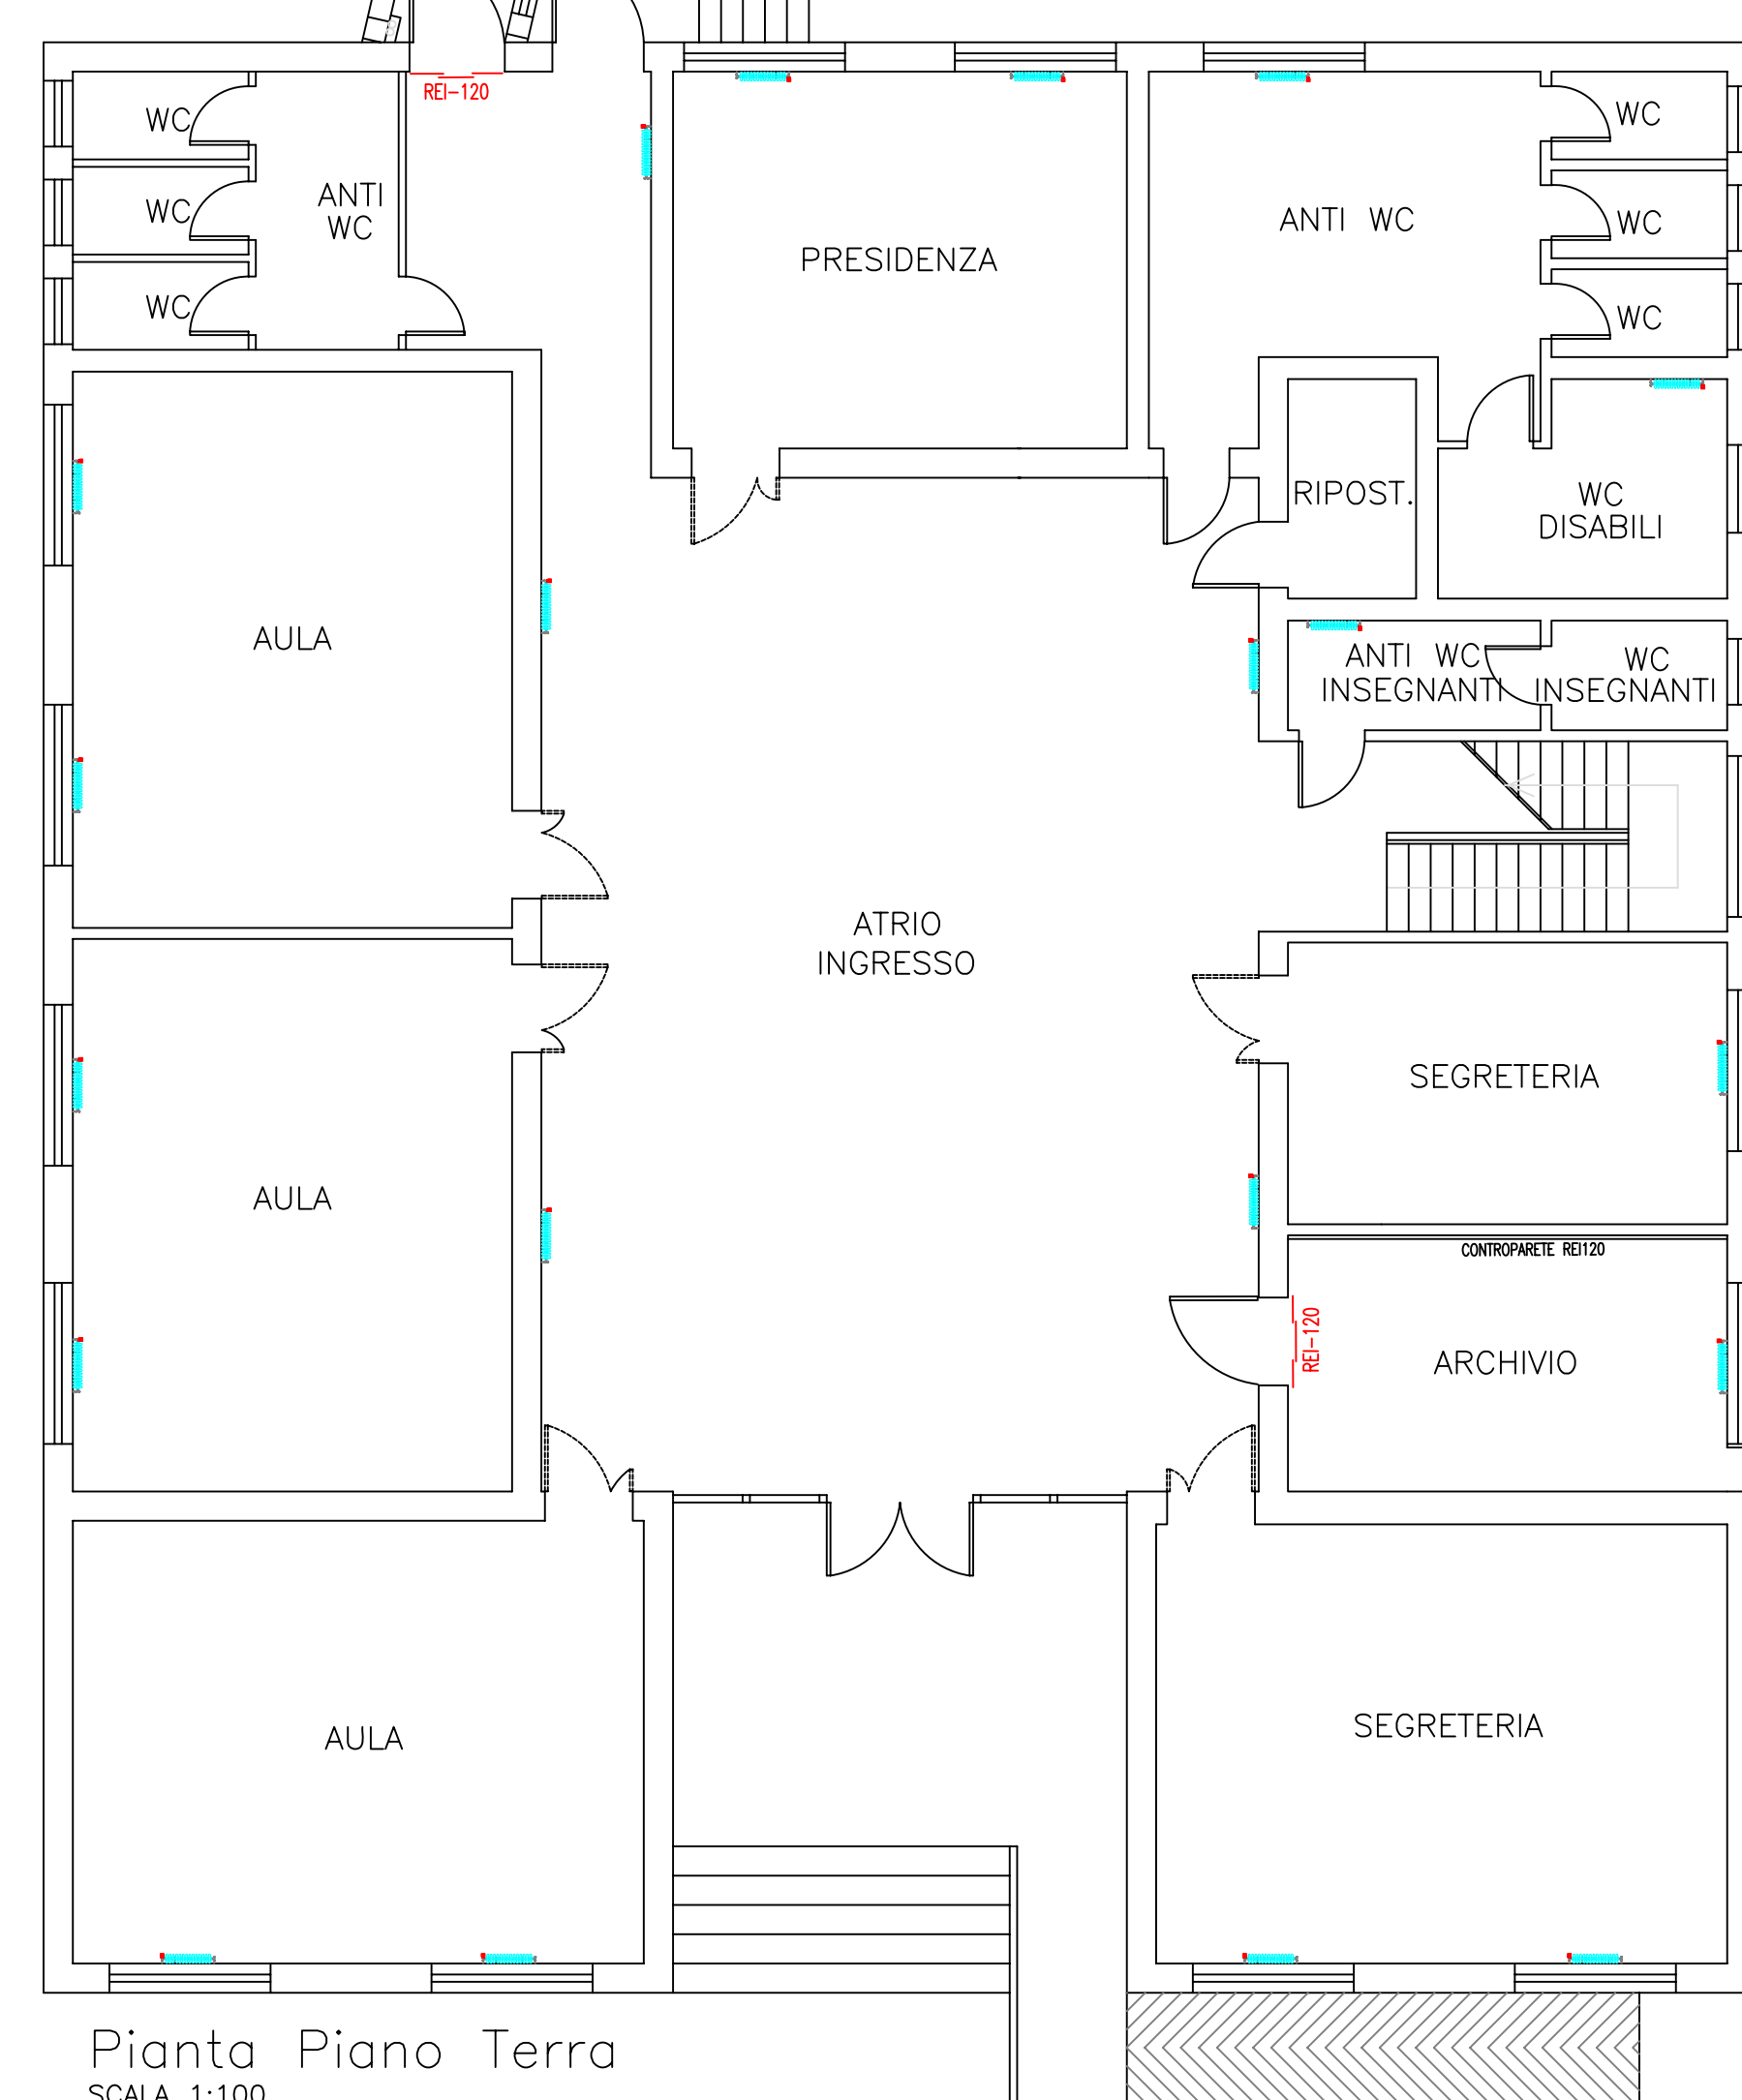 REI-120
WC
WC
ANTI
WC
WC
ANTI WC
WC
PRESIDENZA
WC
WC
WC
RIPOST.
WC
DISABILI
AULA
ANTI WC
INSEGNANTI
WC
INSEGNANTI
ATRIO
INGRESSO
SEGRETERIA
AULA
CONTROPARETE REI120
REI-120
ARCHIVIO
AULA
SEGRETERIA
Pianta Piano Terra
SCALA 1:100